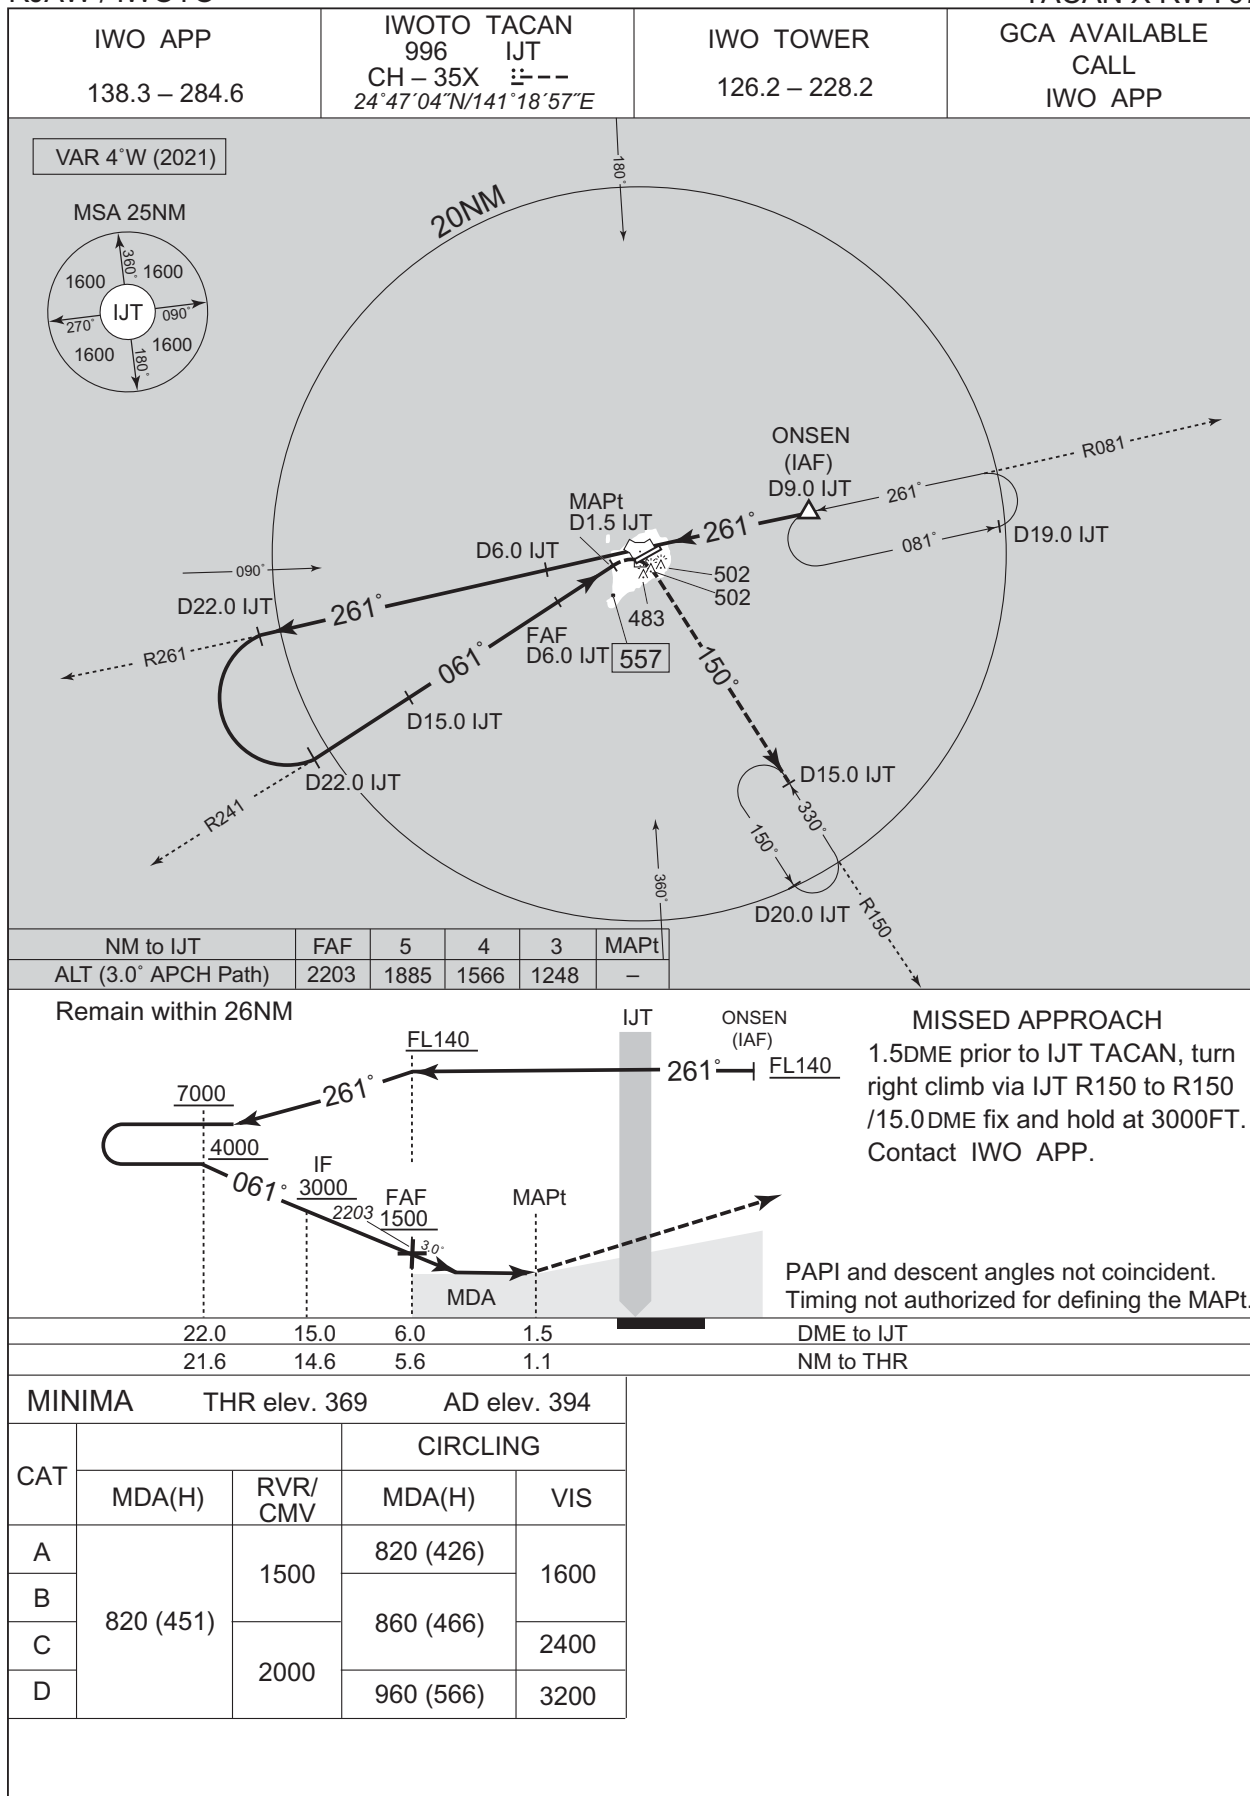 IWO APP
138.3 – 284.6
IWOTO TACAN
996 IJT
CH – 35X
24˚47´04˝N/141˚18´57˝E
IWO TOWER
126.2 – 228.2
GCA AVAILABLE
CALL
IWO APP
VAR 4˚W (2021)
MSA 25NM
1600
360˚
1600
IJT
270˚
090˚
1600
180˚
1600
180˚
20NM
R081
ONSEN
(IAF)
D9.0 IJT
261˚
261˚
081˚
D19.0 IJT
MAPt
D1.5 IJT
D6.0 IJT
090˚
D22.0 IJT
261˚
R261
502
502
483
557
FAF
D6.0 IJT
061˚
D15.0 IJT
D22.0 IJT
R241
150˚
D15.0 IJT
330˚
150˚
D20.0 IJT
R150
360˚
NM to IJT FAF 5 4 3 MAPt
ALT (3.0˚ APCH Path) 2203 1885 1566 1248 –
Remain within 26NM
IJT
ONSEN
(IAF)
FL140
261˚
FL140
7000
261˚
4000
061˚
IF
3000
2203
FAF
1500
3.0˚
MAPt
MDA
MISSED APPROACH
1.5DME prior to IJT TACAN, turn
right climb via IJT R150 to R150
/15.0DME fix and hold at 3000FT.
Contact IWO APP.
PAPI and descent angles not coincident.
Timing not authorized for defining the MAPt.
22.0 15.0 6.0 1.5 DME to IJT
21.6 14.6 5.6 1.1 NM to THR
MINIMA THR elev. 369 AD elev. 394
CAT
CIRCLING
MDA(H) RVR/
CMV
MDA(H) VIS
A
B
C
D
820 (451)
1500
2000
820 (426)
860 (466)
960 (566)
1600
2400
3200